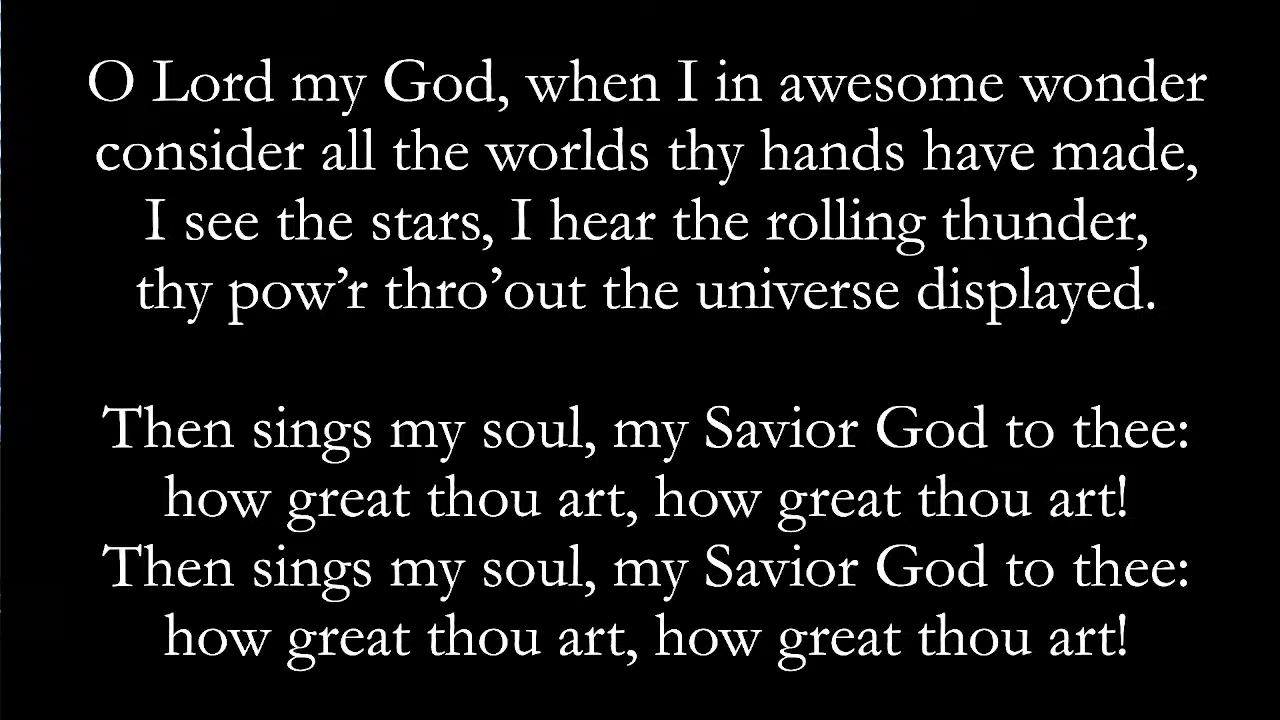 O Lord my God, when I in awesome wonder
consider all the worlds thy hands have made,
I see the stars, I hear the rolling thunder,
thy pow’r thro’out the universe displayed.
Then sings my soul, my Savior God to thee:
how great thou art, how great thou art!
Then sings my soul, my Savior God to thee:
how great thou art, how great thou art!